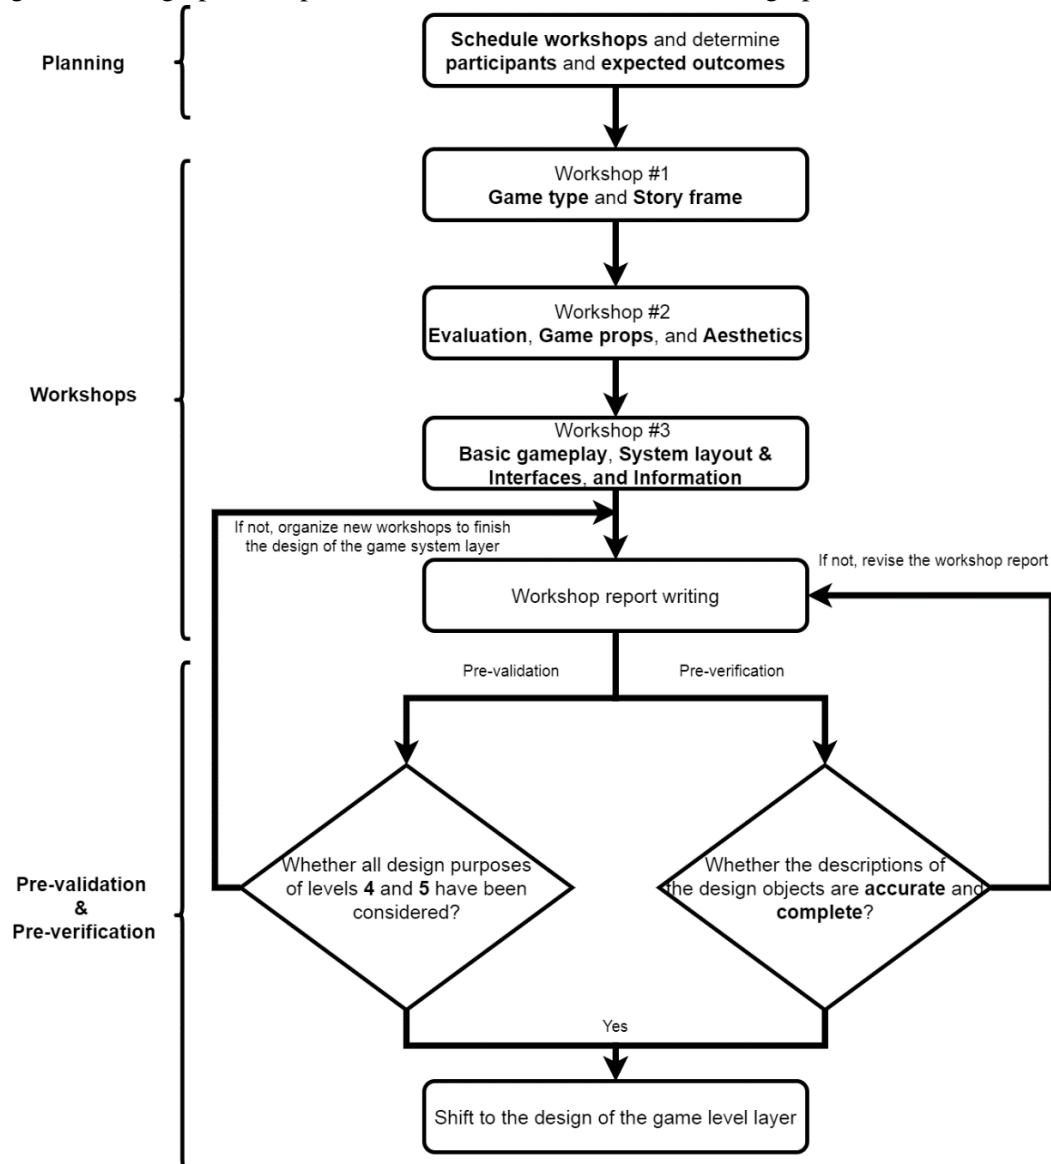 Planning
Schedule workshops and determine
participants and expected outcomes
Workshop #1
Game type and Story frame
Workshops
Workshop #2
Evaluation, Game props, and Aesthetics
Workshop #3
Basic gameplay, System layout &
Interfaces, and Information
If not, organize new workshops to finish
the design of the game system layer
If not, revise the workshop report
Workshop report writing
Pre-validation
Pre-verification
Pre-validation
&
Pre-verification
Whether all design purposes
of levels 4 and 5 have been
considered?
Whether the descriptions of
the design objects are accurate and
complete?
Yes
Shift to the design of the game level layer